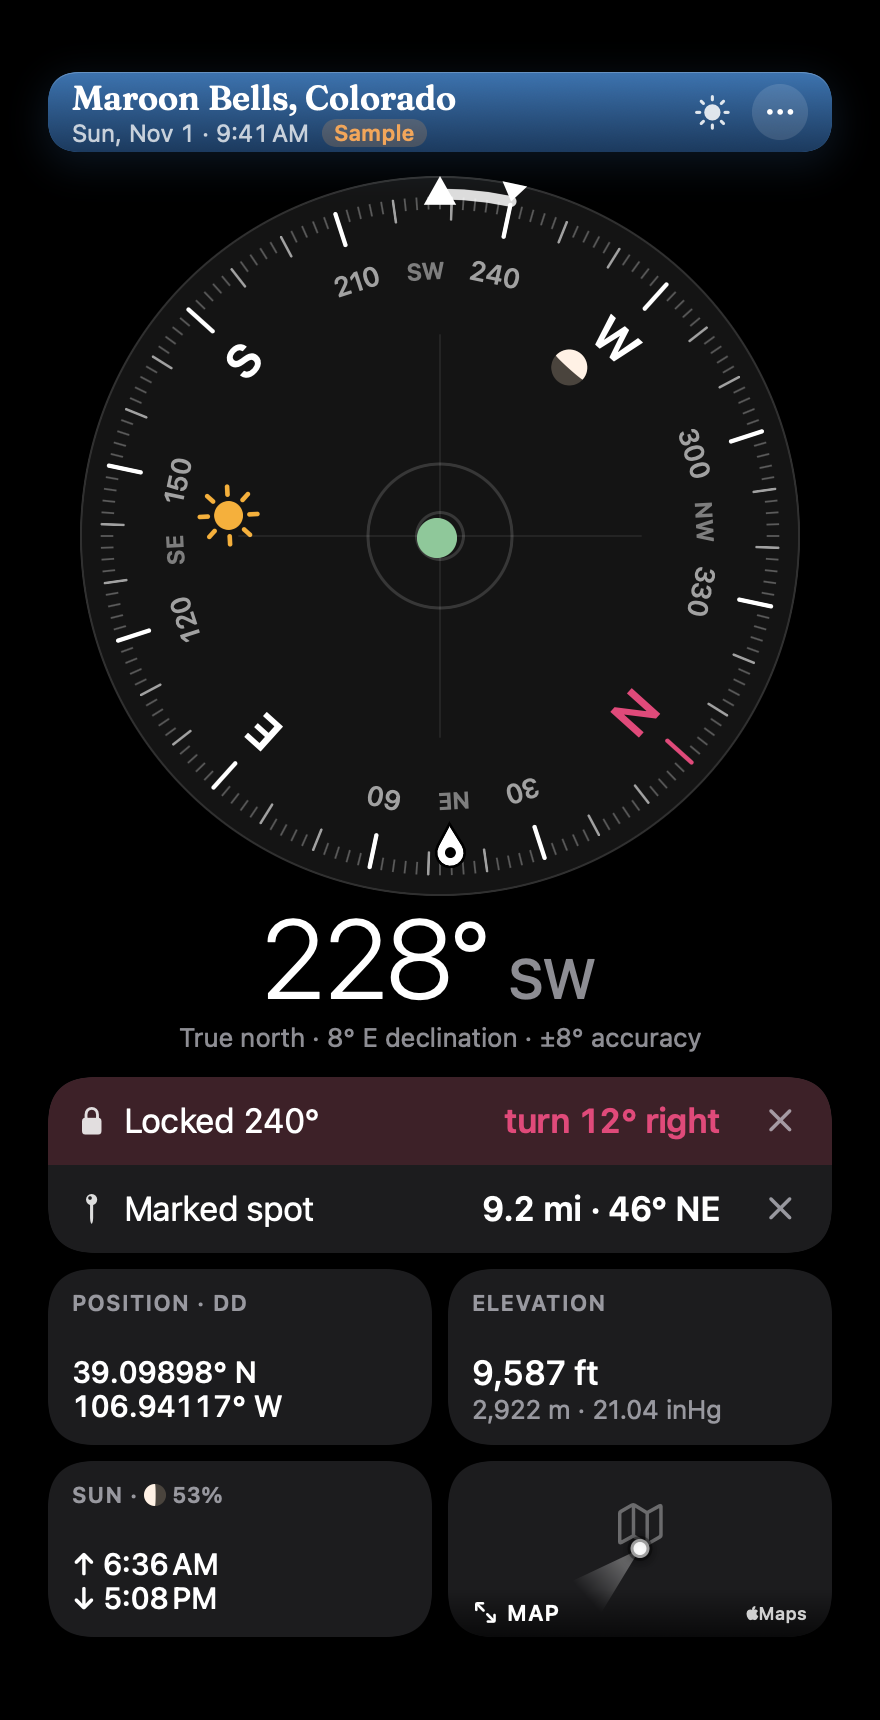 Maroon Bells, Colorado
Sun, Nov 1 · 9:41 AM Sample
210 SW 240
S W
150 300
SE NW
120 330
E N
60 NE 30
228° SW
True north · 8° E declination · ±8° accuracy
Locked 240° turn 12° right
Marked spot 9.2 mi · 46° NE
POSITION · DD
39.09898° N
106.94117° W
ELEVATION
9,587 ft
2,922 m · 21.04 inHg
SUN · 53%
↑ 6:36 AM
↓ 5:08 PM
MAP
Maps